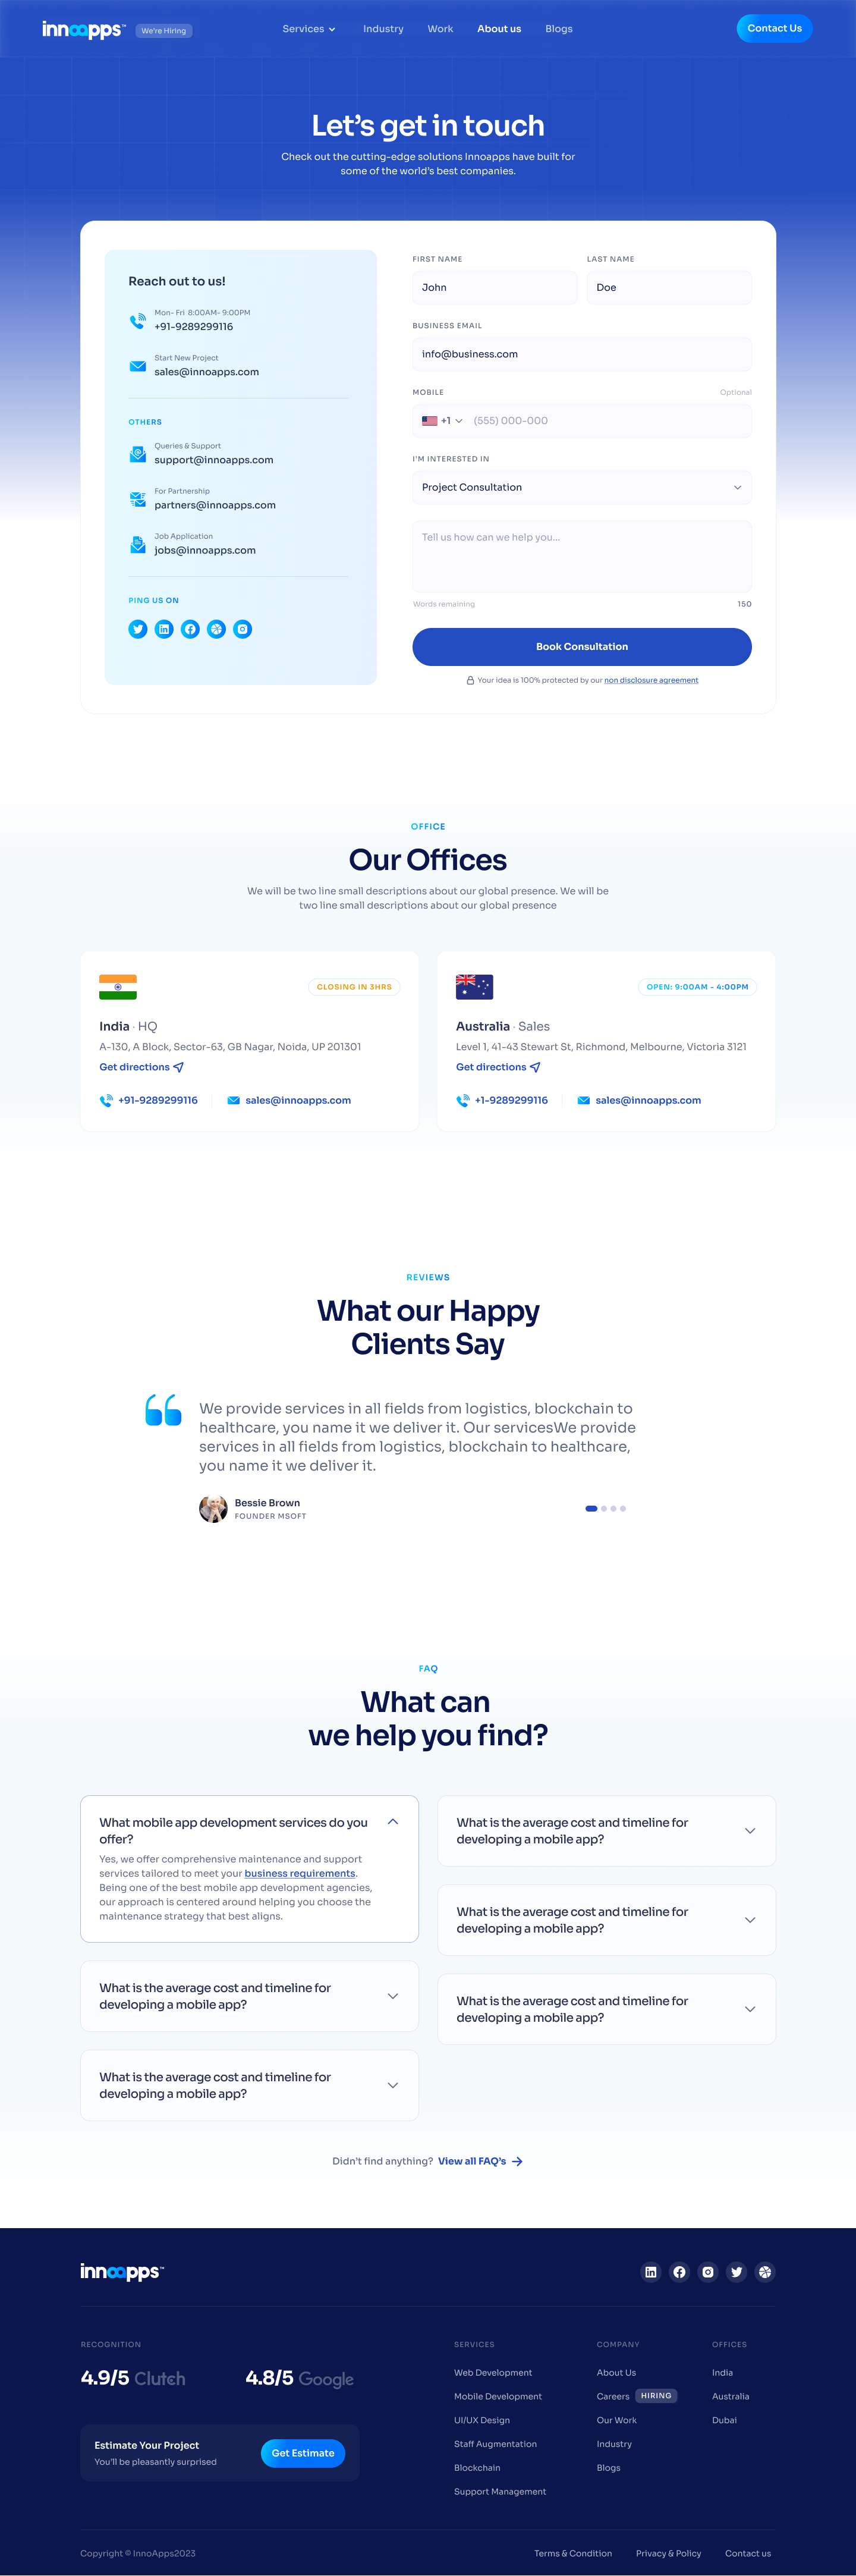 innoapps™
We're Hiring
Services
Industry
Work
About us
Blogs
Contact Us
Let's get in touch
Check out the cutting-edge solutions Innoapps have built for
some of the world's best companies.
Reach out to us!
Mon- Fri 8:00AM- 9:00PM
+91-9289299116
Start New Project
sales@innoapps.com
OTHERS
Queries & Support
support@innoapps.com
For Partnership
partners@innoapps.com
Job Application
jobs@innoapps.com
PING US ON
FIRST NAME
LAST NAME
John
Doe
BUSINESS EMAIL
info@business.com
MOBILE
Optional
+1
(555) 000-000
I'M INTERESTED IN
Project Consultation
Tell us how can we help you...
Words remaining
150
Book Consultation
Your idea is 100% protected by our non disclosure agreement
OFFICE
Our Offices
We will be two line small descriptions about our global presence. We will be
two line small descriptions about our global presence
CLOSING IN 3HRS
India · HQ
A-130, A Block, Sector-63, GB Nagar, Noida, UP 201301
Get directions
+91-9289299116
sales@innoapps.com
OPEN: 9:00AM - 4:00PM
Australia · Sales
Level 1, 41-43 Stewart St, Richmond, Melbourne, Victoria 3121
Get directions
+1-9289299116
sales@innoapps.com
REVIEWS
What our Happy
Clients Say
We provide services in all fields from logistics, blockchain to
healthcare, you name it we deliver it. Our servicesWe provide
services in all fields from logistics, blockchain to healthcare,
you name it we deliver it.
Bessie Brown
FOUNDER MSOFT
FAQ
What can
we help you find?
What mobile app development services do you
offer?
Yes, we offer comprehensive maintenance and support
services tailored to meet your business requirements.
Being one of the best mobile app development agencies,
our approach is centered around helping you choose the
maintenance strategy that best aligns.
What is the average cost and timeline for
developing a mobile app?
What is the average cost and timeline for
developing a mobile app?
What is the average cost and timeline for
developing a mobile app?
What is the average cost and timeline for
developing a mobile app?
What is the average cost and timeline for
developing a mobile app?
Didn't find anything? View all FAQ's
innoapps™
RECOGNITION
4.9/5 Clutch
4.8/5 Google
Estimate Your Project
You'll be pleasantly surprised
Get Estimate
SERVICES
Web Development
Mobile Development
UI/UX Design
Staff Augmentation
Blockchain
Support Management
COMPANY
About Us
Careers
HIRING
Our Work
Industry
Blogs
OFFICES
India
Australia
Dubai
Copyright © InnoApps2023
Terms & Condition
Privacy & Policy
Contact us